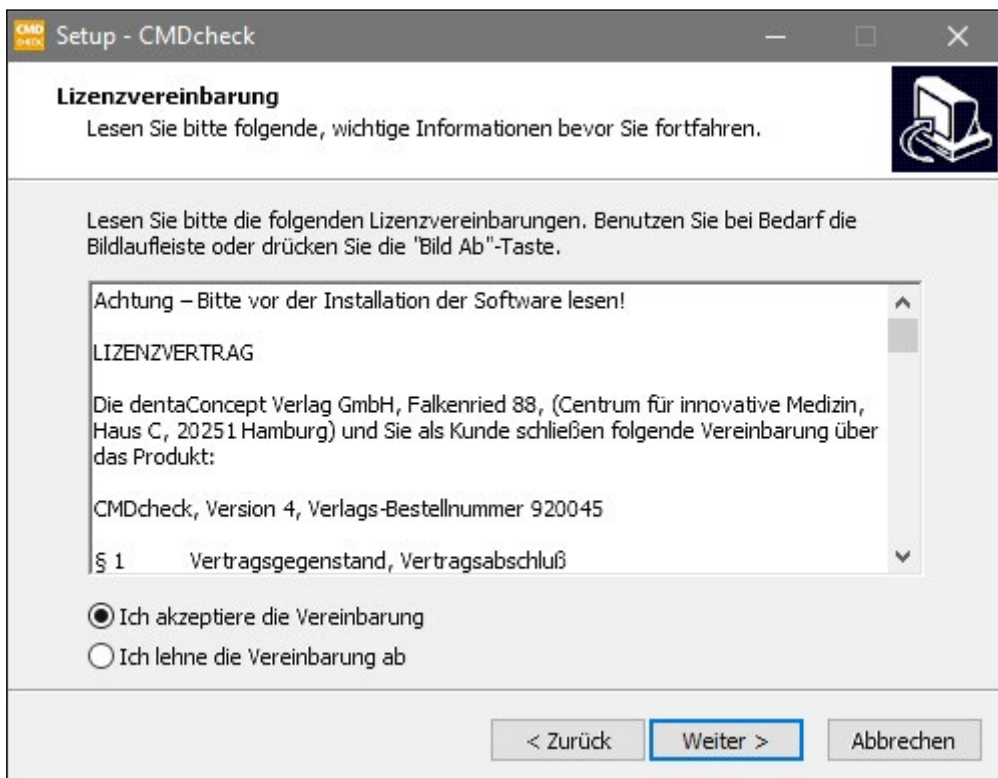 CMD
Setup - CMDcheck
Lizenzvereinbarung
Lesen Sie bitte folgende, wichtige Informationen bevor Sie fortfahren.
Lesen Sie bitte die folgenden Lizenzvereinbarungen. Benutzen Sie bei Bedarf die
Bildlaufleiste oder drücken Sie die "Bild Ab"-Taste.
Achtung – Bitte vor der Installation der Software lesen!
LIZENZVERTRAG
Die dentaConcept Verlag GmbH, Falkenried 88, (Centrum für innovative Medizin,
Haus C, 20251 Hamburg) und Sie als Kunde schließen folgende Vereinbarung über
das Produkt:
CMDcheck, Version 4, Verlags-Bestellnummer 920045
§ 1 Vertragsgegenstand, Vertragsabschluß
Ich akzeptiere die Vereinbarung
Ich lehne die Vereinbarung ab
< Zurück Weiter > Abbrechen